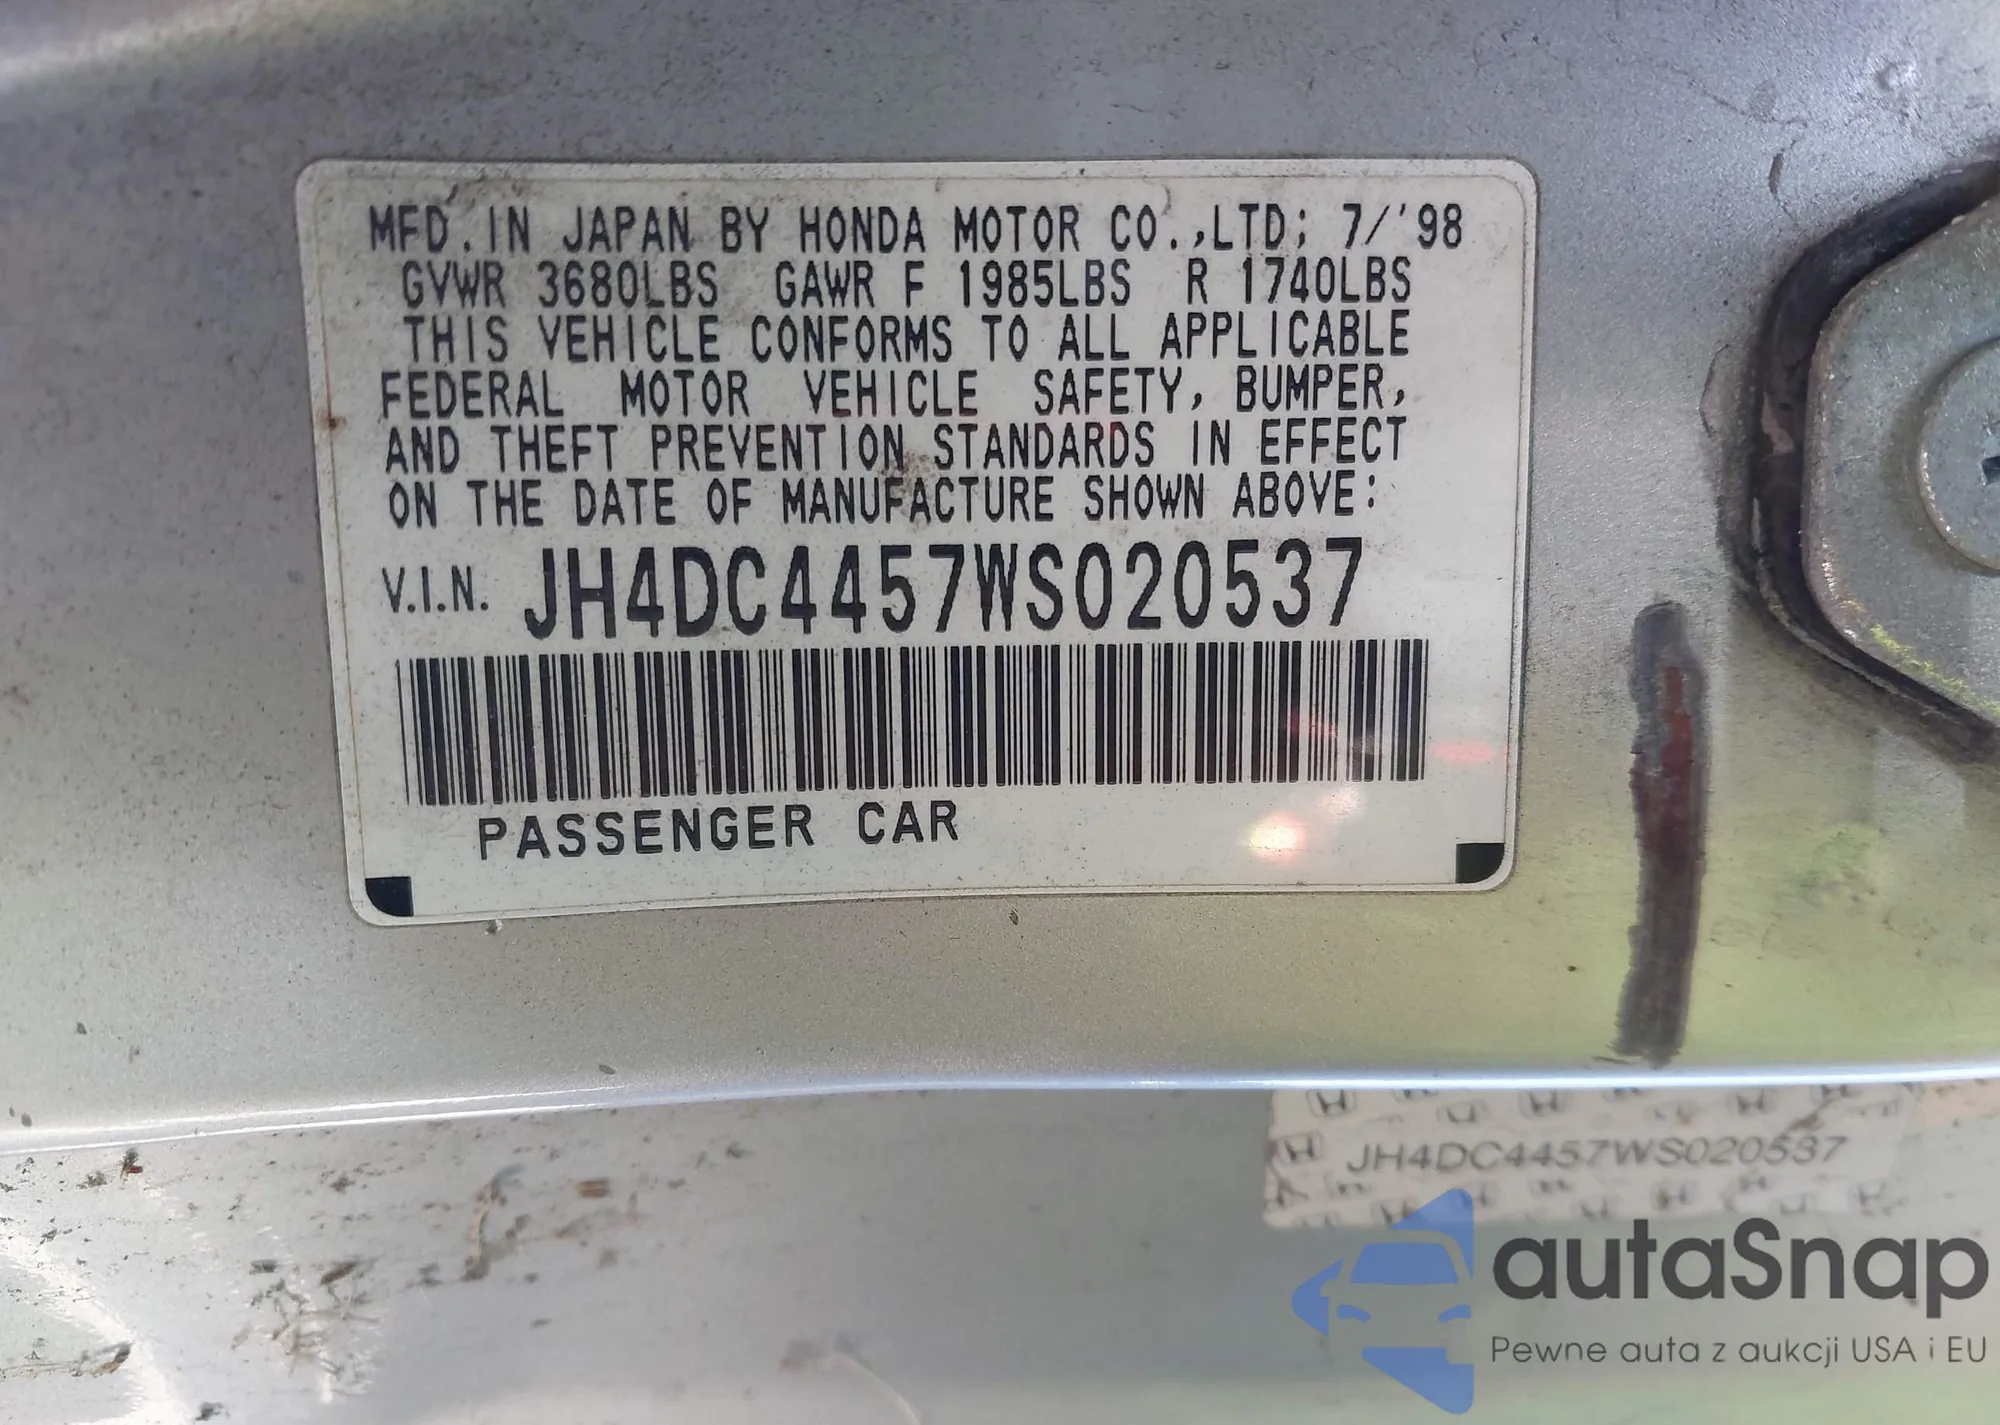 MFD. IN JAPAN BY HONDA MOTOR CO.,LTD; 7/'98
GVWR 3680LBS GAWR F 1985LBS R 1740LBS
THIS VEHICLE CONFORMS TO ALL APPLICABLE
FEDERAL MOTOR VEHICLE SAFETY, BUMPER,
AND THEFT PREVENTION STANDARDS IN EFFECT
ON THE DATE OF MANUFACTURE SHOWN ABOVE:
V.I.N. JH4DC4457WS020537
PASSENGER CAR
JH4DC4457WS020537
autaSnap
Pewne auta z aukcji USA i EU